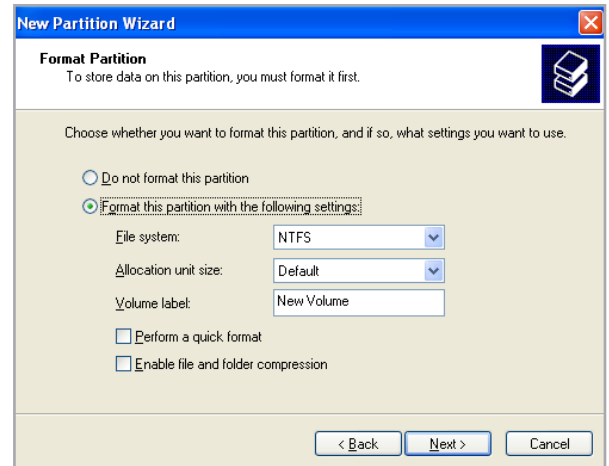 New Partition Wizard
Format Partition
To store data on this partition, you must format it first.
Choose whether you want to format this partition, and if so, what settings you want to use.
Do not format this partition
Format this partition with the following settings:
File system: NTFS
Allocation unit size: Default
Volume label: New Volume
Perform a quick format
Enable file and folder compression
< Back Next > Cancel